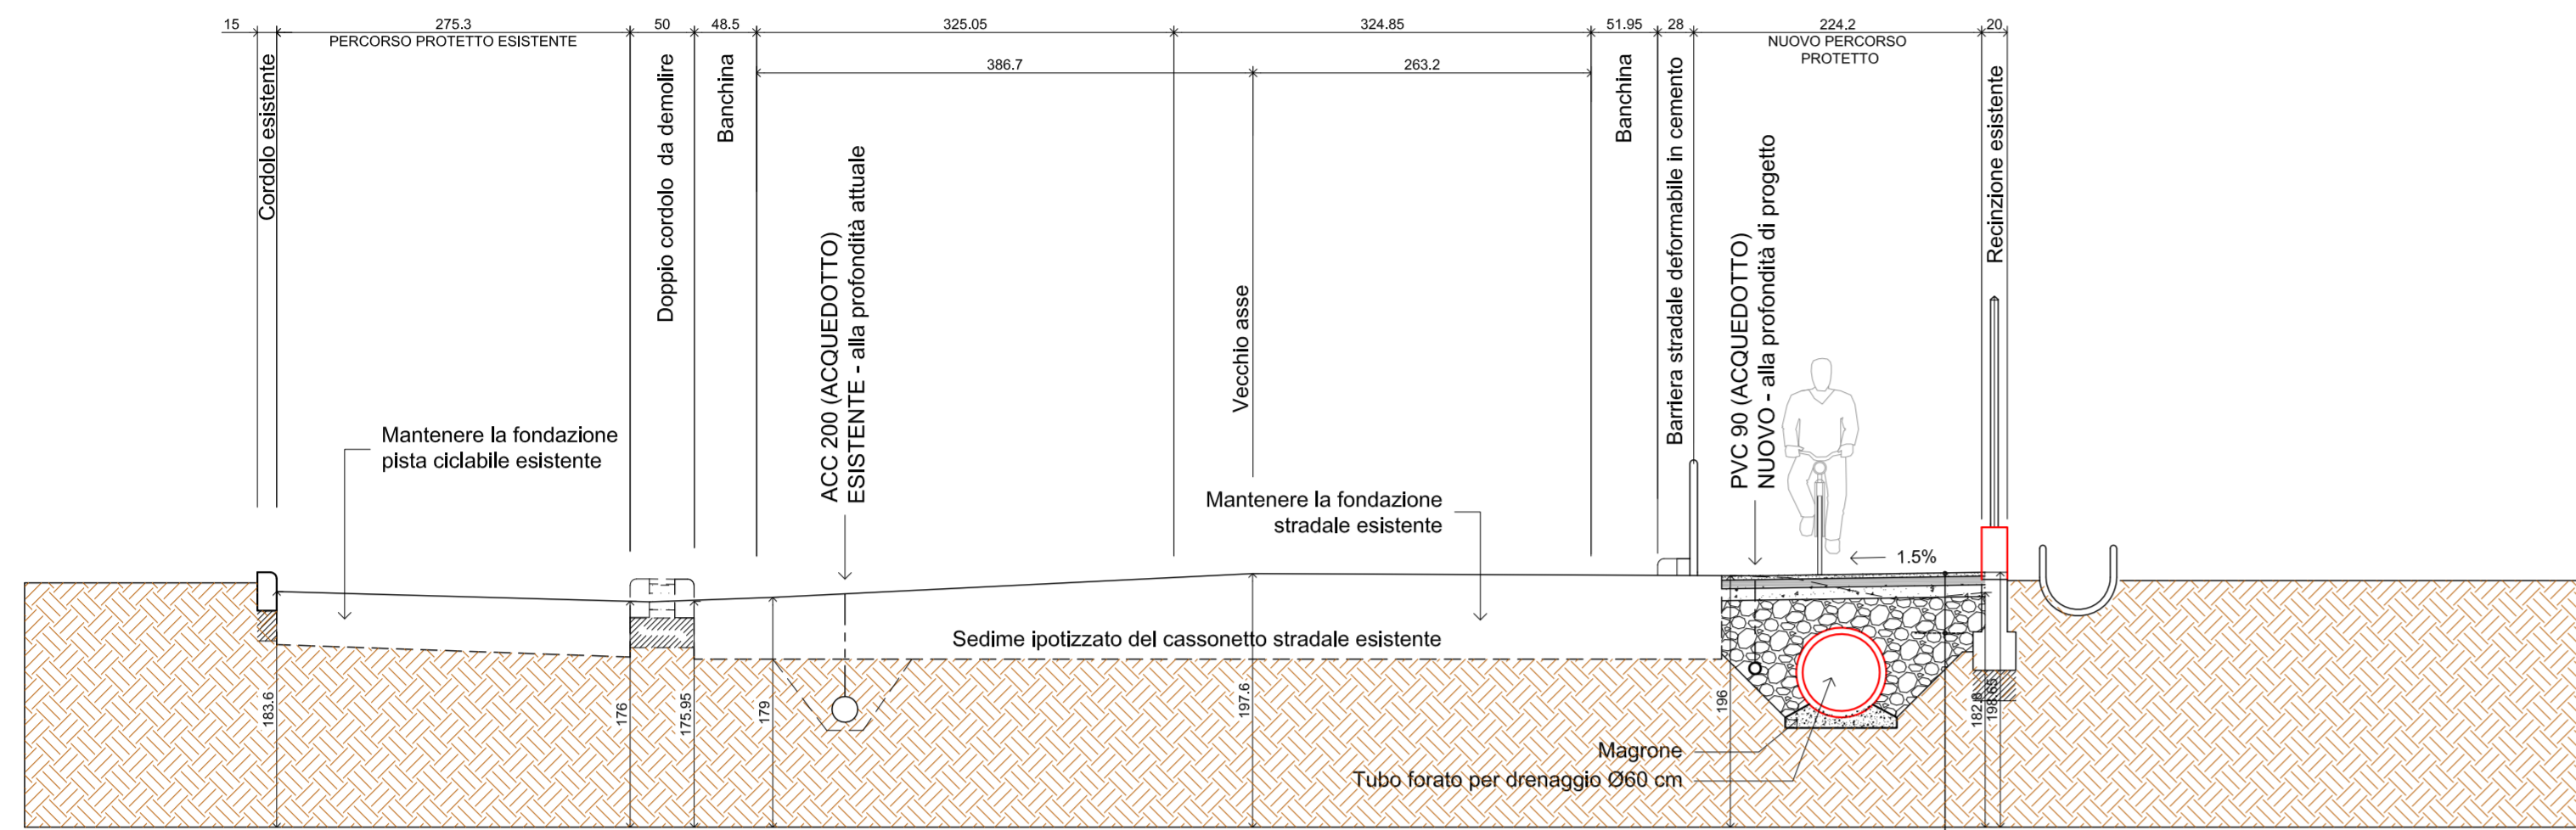 15
275.3
50
48.5
325.05
324.85
51.95
28
224.2
20
PERCORSO PROTETTO ESISTENTE
NUOVO PERCORSO
PROTETTO
386.7
263.2
Cordolo esistente
Doppio cordolo da demolire
Banchina
ACC 200 (ACQUEDOTTO)
ESISTENTE - alla profondità attuale
Vecchio asse
Banchina
Barriera stradale deformabile in cemento
PVC 90 (ACQUEDOTTO)
NUOVO - alla profondità di progetto
Recinzione esistente
Mantenere la fondazione
pista ciclabile esistente
Mantenere la fondazione
stradale esistente
1.5%
Sedime ipotizzato del cassonetto stradale esistente
183.6
176
175.95
179
197.6
196
182.8
198.65
Magrone
Tubo forato per drenaggio Ø60 cm